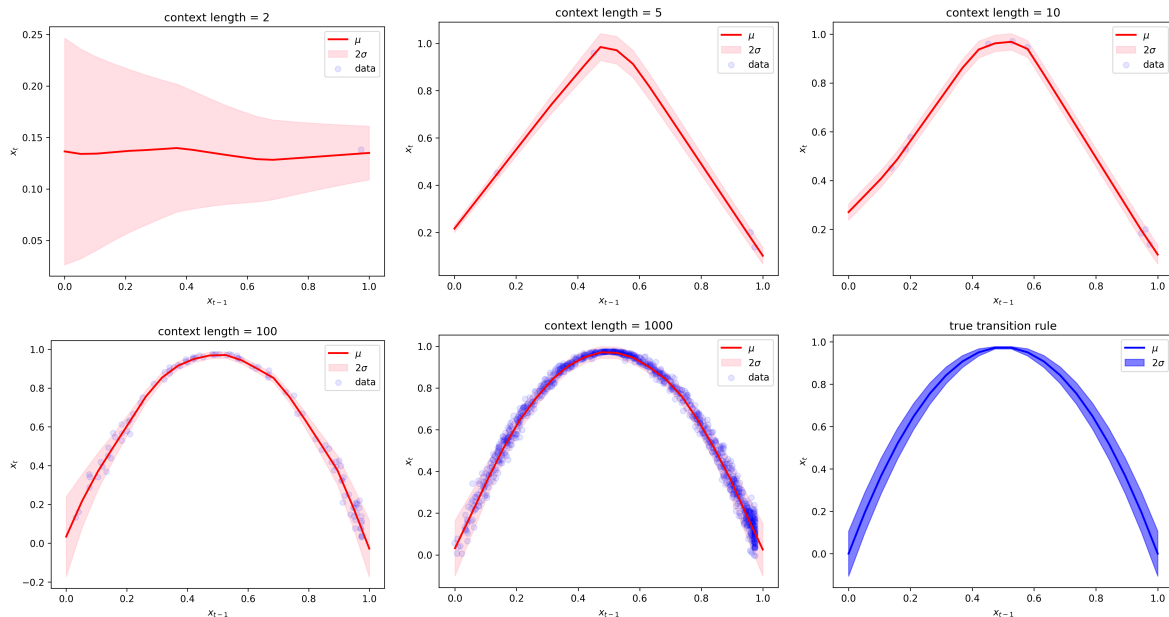 context length = 2
0.25
0.20
0.15
0.10
0.05
x_t
0.0
0.2
0.4
0.6
0.8
1.0
x_{t−1}
μ
2σ
data
context length = 5
1.0
0.8
0.6
0.4
0.2
x_t
0.0
0.2
0.4
0.6
0.8
1.0
x_{t−1}
μ
2σ
data
context length = 10
1.0
0.8
0.6
0.4
0.2
0.0
x_t
0.0
0.2
0.4
0.6
0.8
1.0
x_{t−1}
μ
2σ
data
context length = 100
1.0
0.8
0.6
0.4
0.2
0.0
−0.2
x_t
0.0
0.2
0.4
0.6
0.8
1.0
x_{t−1}
μ
2σ
data
context length = 1000
1.0
0.8
0.6
0.4
0.2
0.0
x_t
0.0
0.2
0.4
0.6
0.8
1.0
x_{t−1}
μ
2σ
data
true transition rule
1.0
0.8
0.6
0.4
0.2
0.0
x_t
0.0
0.2
0.4
0.6
0.8
1.0
x_{t−1}
μ
2σ